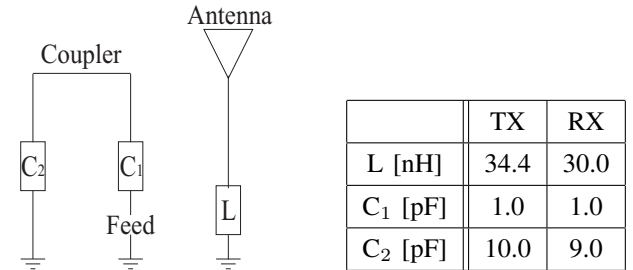 Antenna
Coupler
C₂
C₁
L
Feed
TX RX
L [nH] 34.4 30.0
C₁ [pF] 1.0 1.0
C₂ [pF] 10.0 9.0